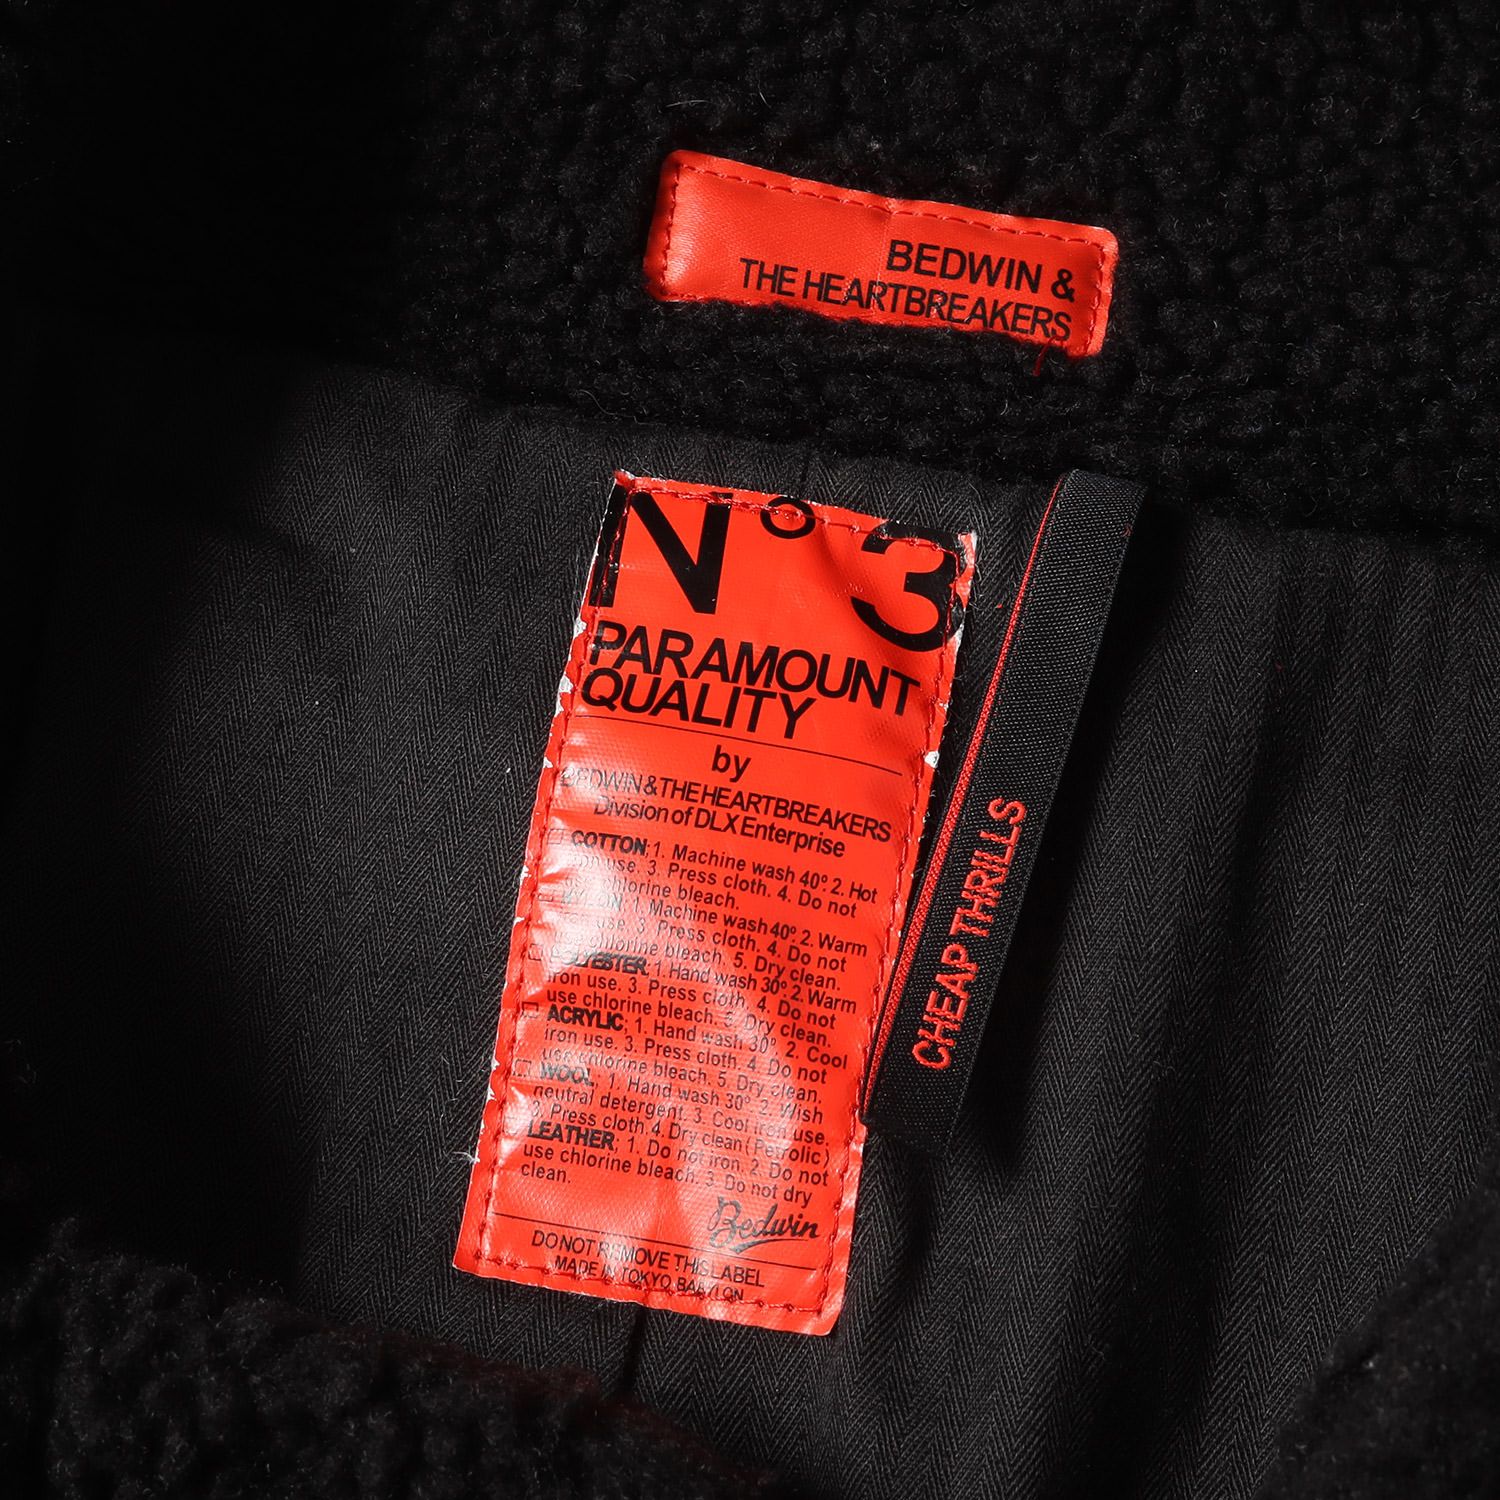 BEDWIN &
THE HEARTBREAKERS
N° 3
PARAMOUNT
QUALITY
by
BEDWIN&THEHEARTBREAKERS
Division of DLX Enterprise
COTTON; 1. Machine wash 40° 2. Hot
iron use. 3. Press cloth. 4. Do not
use chlorine bleach.
NYLON; 1. Machine wash 40° 2. Warm
iron use. 3. Press cloth. 4. Do not
use chlorine bleach. 5. Dry clean.
POLYESTER; 1. Hand wash 30° 2. Warm
iron use. 3. Press cloth. 4. Do not
use chlorine bleach. 5. Dry clean.
ACRYLIC; 1. Hand wash 30° 2. Cool
iron use. 3. Press cloth. 4. Do not
use chlorine bleach. 5. Dry clean.
WOOL; 1. Hand wash 30° 2. Wish
neutral detergent. 3. Cool iron use.
3. Press cloth. 4. Dry clean (Petrolic)
LEATHER; 1. Do not iron. 2. Do not
use chlorine bleach. 3. Do not dry
clean.
Bedwin
DO NOT REMOVE THIS LABEL
MADE IN TOKYO BABYLON
CHEAP THRILLS